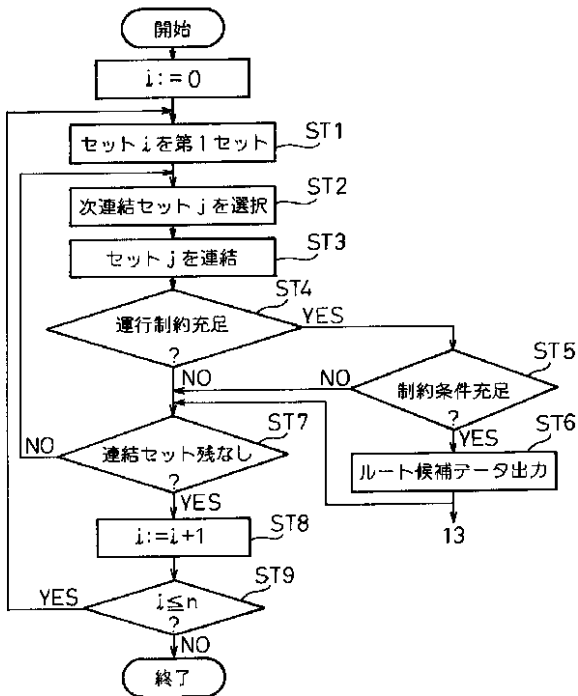 開始
i:=0
セットiを第1セット
ST1
次連結セットjを選択
ST2
セットjを連結
ST3
運行制約充足
?
ST4
YES
NO
制約条件充足
?
ST5
NO
YES
ルート候補データ出力
ST6
13
連結セット残なし
?
ST7
NO
YES
i:=i+1
ST8
i≦n
?
ST9
YES
NO
終了